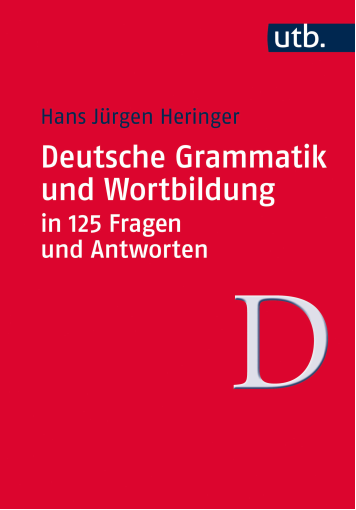 utb.
Hans Jürgen Heringer
Deutsche Grammatik
und Wortbildung
in 125 Fragen
und Antworten
D